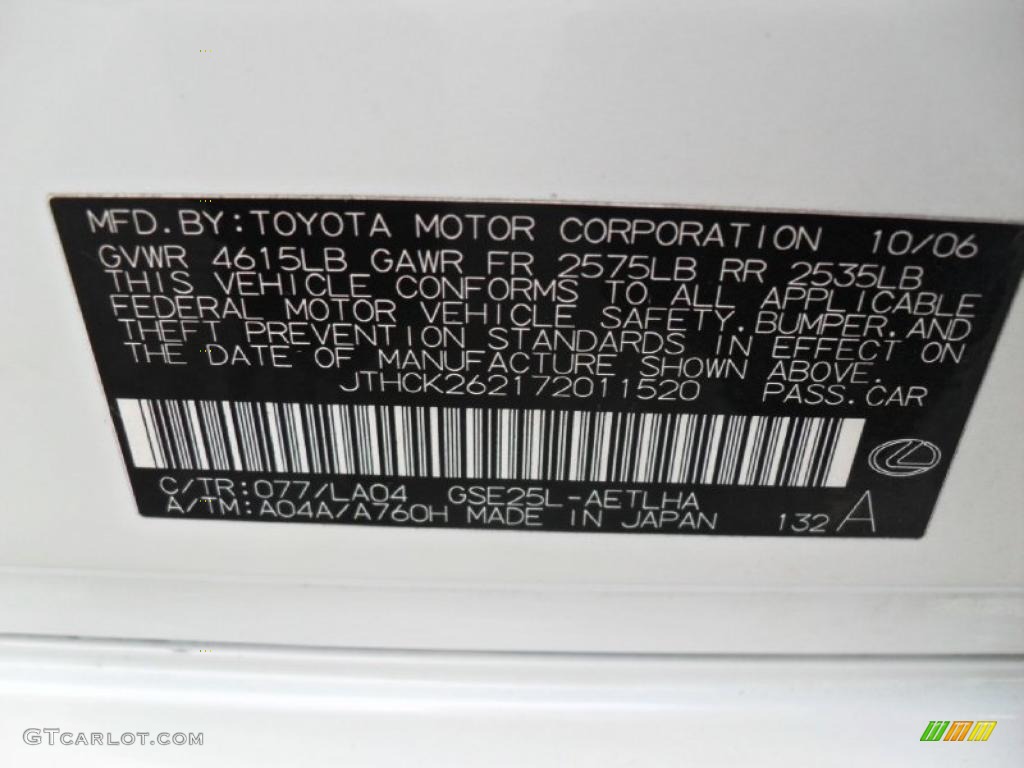 MFD.BY:TOYOTA MOTOR CORPORATION 10/06
GVWR 4615LB GAWR FR 2575LB RR 2535LB
THIS VEHICLE CONFORMS TO ALL APPLICABLE
FEDERAL MOTOR VEHICLE SAFETY.BUMPER.AND
THEFT PREVENTION STANDARDS IN EFFECT ON
THE DATE OF MANUFACTURE SHOWN ABOVE.
JTHCK262172011520 PASS.CAR
C/TR:077/LA04 GSE25L-AETLHA
A/TM:A04A/A760H MADE IN JAPAN 132 A
GTCARLOT.COM